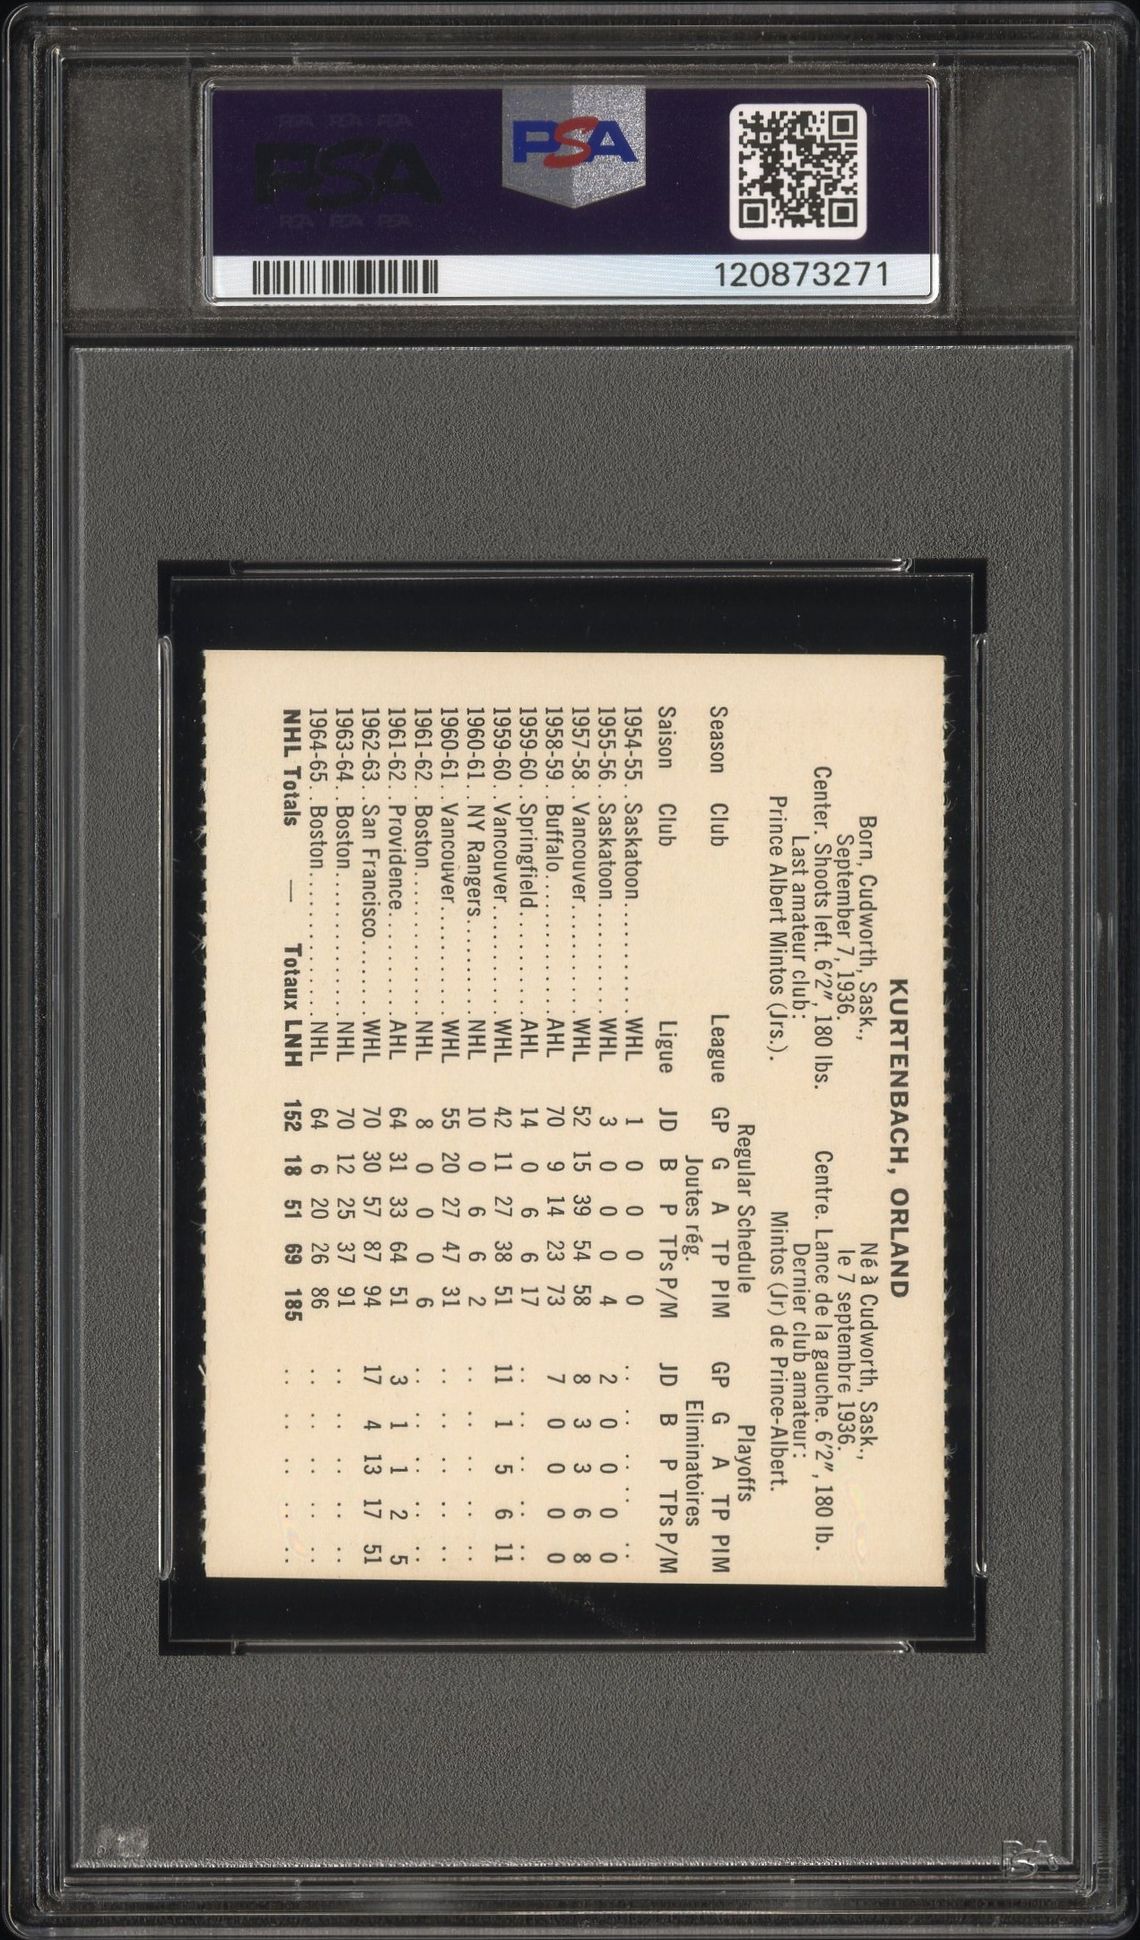 PSA
PSA
120873271
KURTENBACH, ORLAND
Born, Cudworth, Sask.,
September 7, 1936.
Center. Shoots left. 6'2", 180 lbs.
Last amateur club:
Prince Albert Mintos (Jrs.).
Né à Cudworth, Sask.,
le 7 septembre 1936.
Centre. Lance de la gauche. 6'2", 180 lb.
Dernier club amateur:
Mintos (Jr) de Prince-Albert.
Regular Schedule Playoffs
Season Club League GP G A TP PIM GP G A TP PIM
Joutes rég. Eliminatoires
Saison Club Ligue JD B P TPs P/M JD B P TPs P/M
1954-55..Saskatoon..........WHL 1 0 0 0 0 .. .. .. .. ..
1955-56..Saskatoon..........WHL 3 0 0 0 4 2 0 0 0 0
1957-58..Vancouver..........WHL 52 15 39 54 58 8 3 3 6 8
1958-59..Buffalo............AHL 70 9 14 23 73 7 0 0 0 0
1959-60..Springfield.........AHL 14 0 6 6 17 .. .. .. .. ..
1959-60..Vancouver..........WHL 42 11 27 38 51 11 1 5 6 11
1960-61..NY Rangers.........NHL 10 0 6 6 2 .. .. .. .. ..
1960-61..Vancouver..........WHL 55 20 27 47 31 .. .. .. .. ..
1961-62..Boston.............NHL 8 0 0 0 6 .. .. .. .. ..
1961-62..Providence.........AHL 64 31 33 64 51 3 1 1 2 5
1962-63..San Francisco.......WHL 70 30 57 87 94 17 4 13 17 51
1963-64..Boston.............NHL 70 12 25 37 91 .. .. .. .. ..
1964-65..Boston.............NHL 64 6 20 26 86 .. .. .. .. ..
NHL Totals — Totaux LNH 152 18 51 69 185 .. .. .. .. ..
PSA